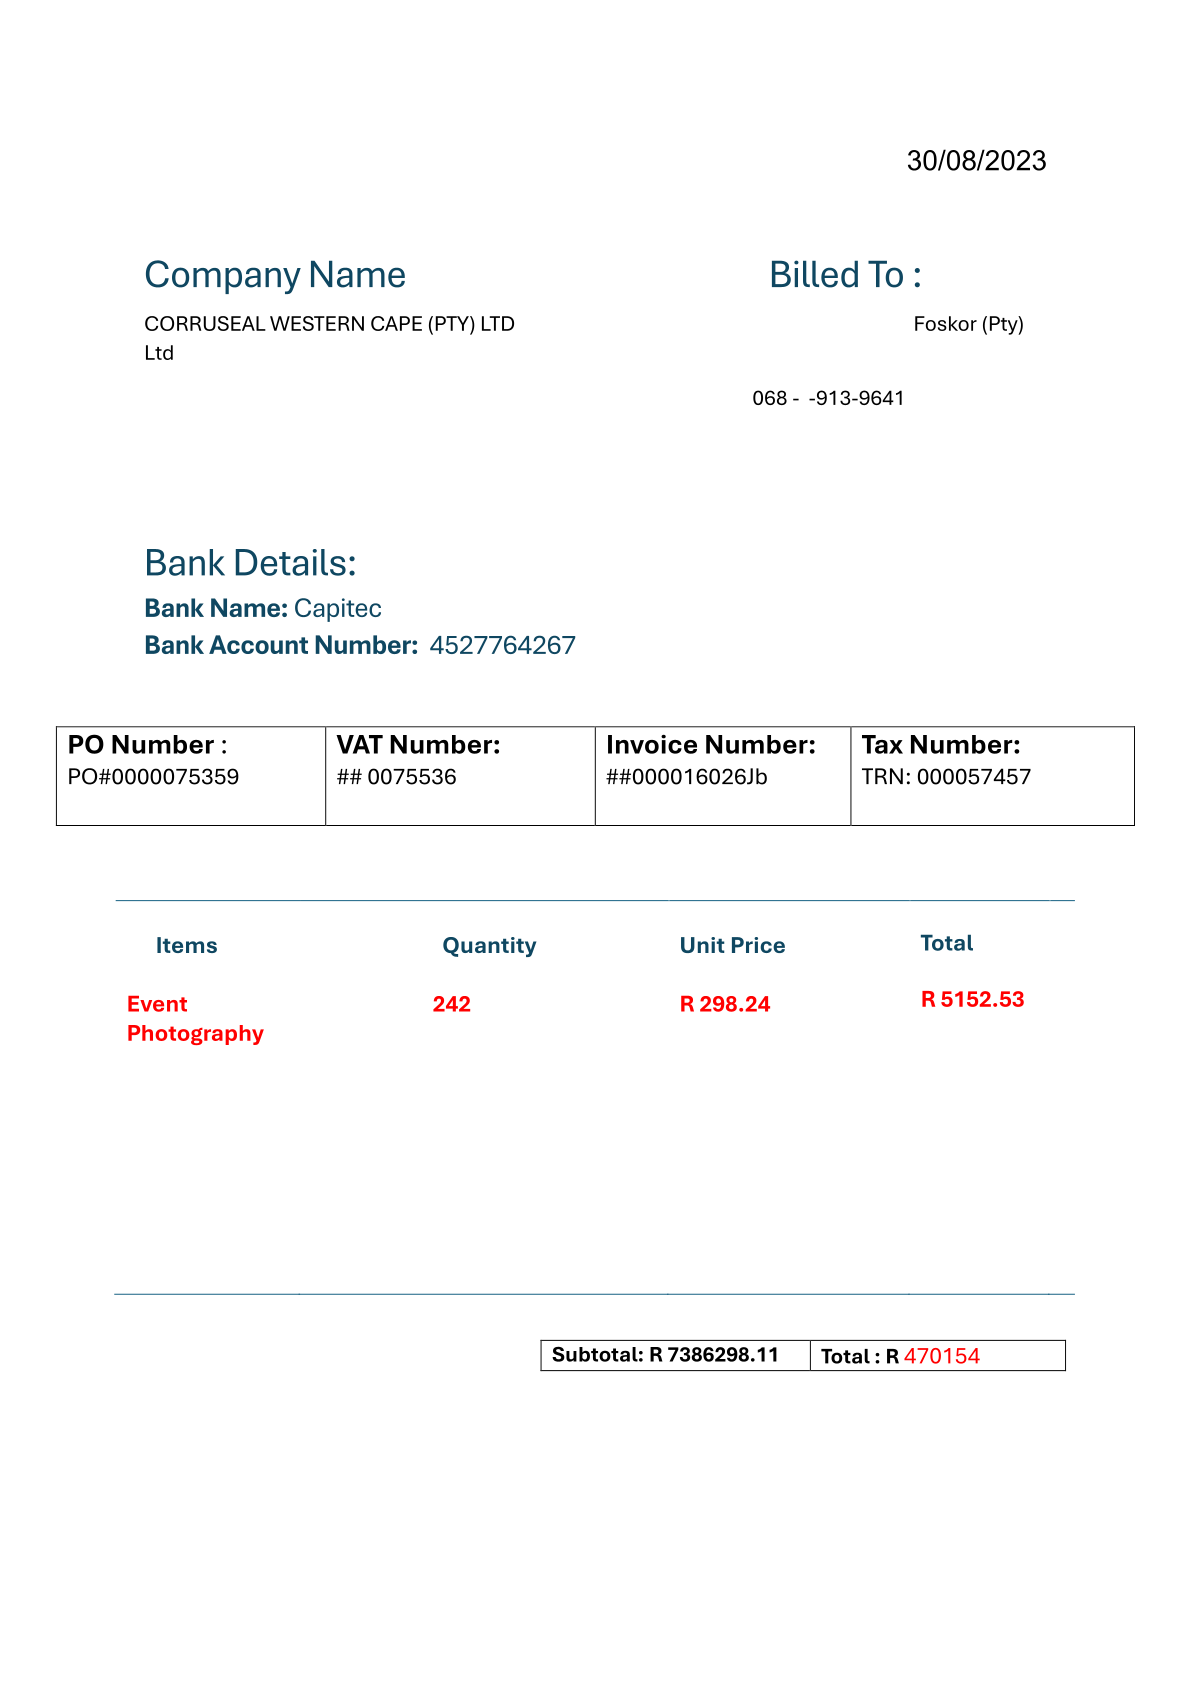 30/08/2023
Company Name Billed To :
CORRUSEAL WESTERN CAPE (PTY) LTD Foskor (Pty)
Ltd
068 - -913-9641
Bank Details:
Bank Name: Capitec
Bank Account Number: 4527764267
PO Number : VAT Number: Invoice Number: Tax Number:
PO#0000075359 ## 0075536 ##000016026Jb TRN: 000057457
Items Quantity Unit Price Total
Event 242 R 298.24 R 5152.53
Photography
Subtotal: R 7386298.11 Total : R 470154